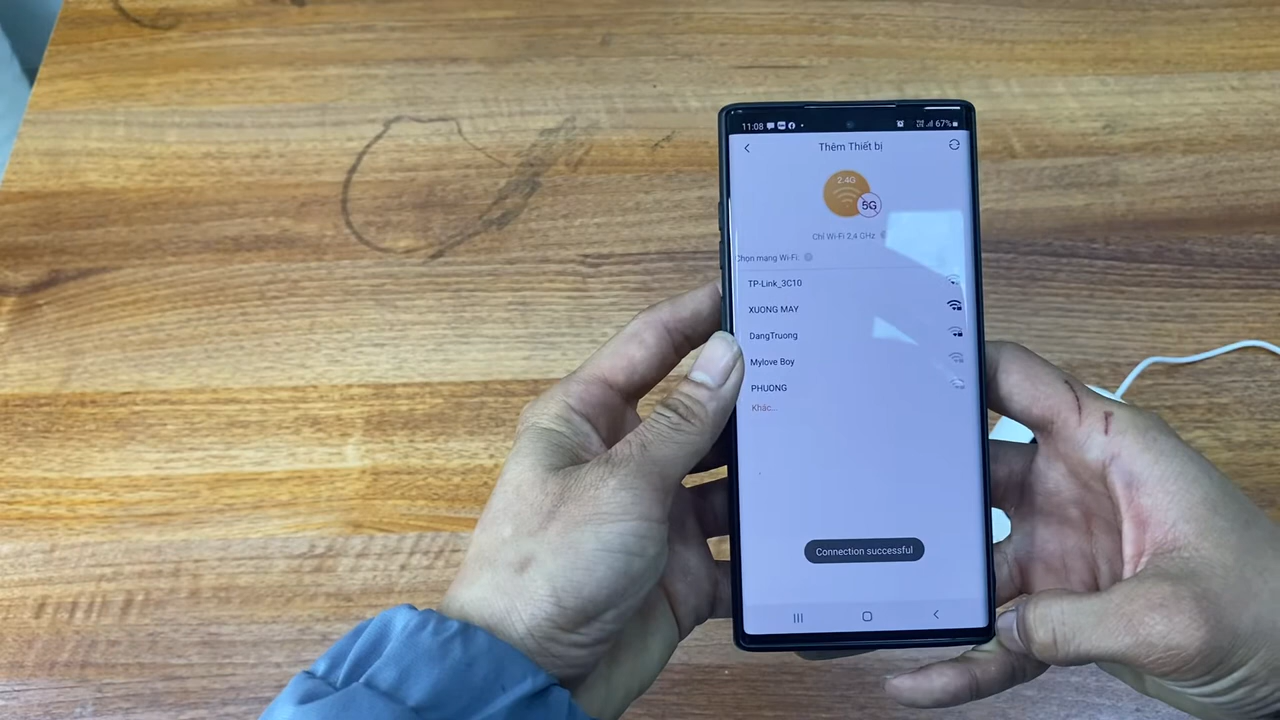 11:08
67%
Thêm Thiết bị
2.4G
5G
Chỉ Wi-Fi 2,4 GHz
Chọn mạng Wi-Fi:
TP-Link_3C10
XUONG MAY
DangTruong
Mylove Boy
PHUONG
Khác...
Connection successful